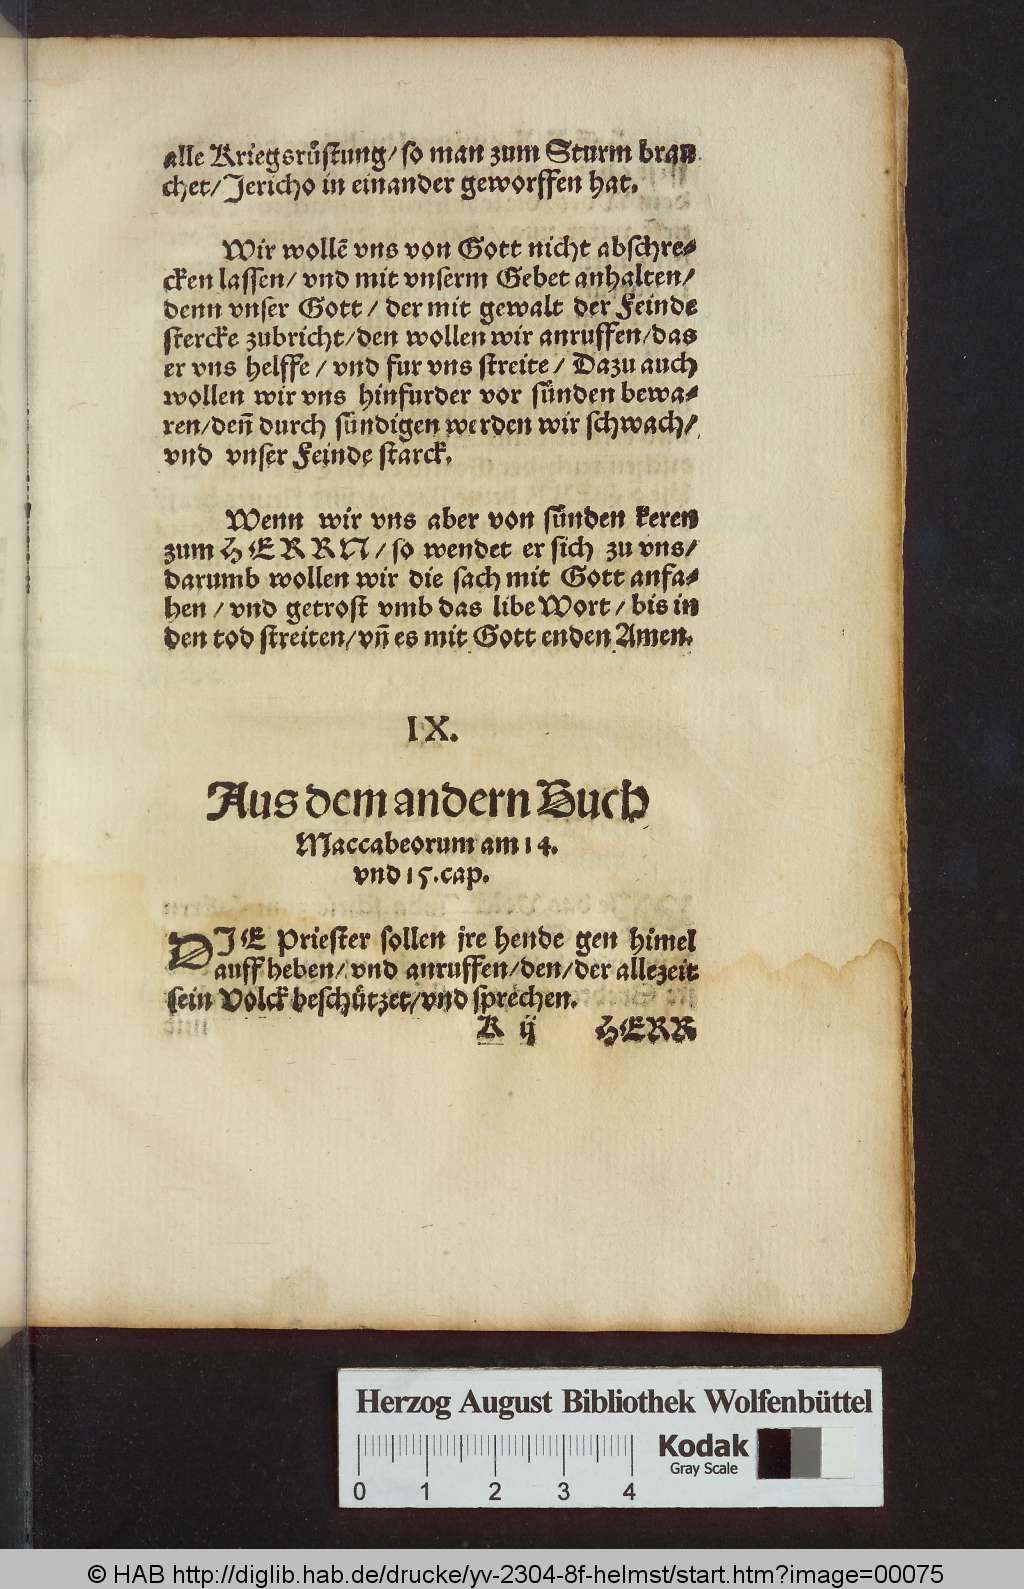 alle Kriegsrüstung/ so man zum Sturm brau
chet/ Jericho in einander geworffen hat.
Wir wollẽ vns von Gott nicht abschre⸗
cken lassen/ vnd mit vnserm Gebet anhalten/
denn vnser Gott / der mit gewalt der Feinde
stercke zubricht/ den wollen wir anruffen/ das
er vns helffe / vnd fur vns streite / Dazu auch
wollen wir vns hinfurder vor sünden bewa⸗
ren/ deñ durch sündigen werden wir schwach/
vnd vnser Feinde starck.
Wenn wir vns aber von sünden keren
zum HERRN / so wendet er sich zu vns/
darumb wollen wir die sach mit Gott anfa⸗
hen / vnd getrost vmb das libe Wort / bis in
den tod streiten/ vñ es mit Gott enden Amen.
IX.
Aus dem andern Buch
Maccabeorum am 14.
vnd 15. cap.
DIE Priester sollen jre hende gen himel
auff heben/ vnd anruffen/ den/ der allezeit
sein Volck beschützet/ vnd sprechen.
K ij HERR
Herzog August Bibliothek Wolfenbüttel
Kodak
Gray Scale
0 1 2 3 4
© HAB http://diglib.hab.de/drucke/yv-2304-8f-helmst/start.htm?image=00075